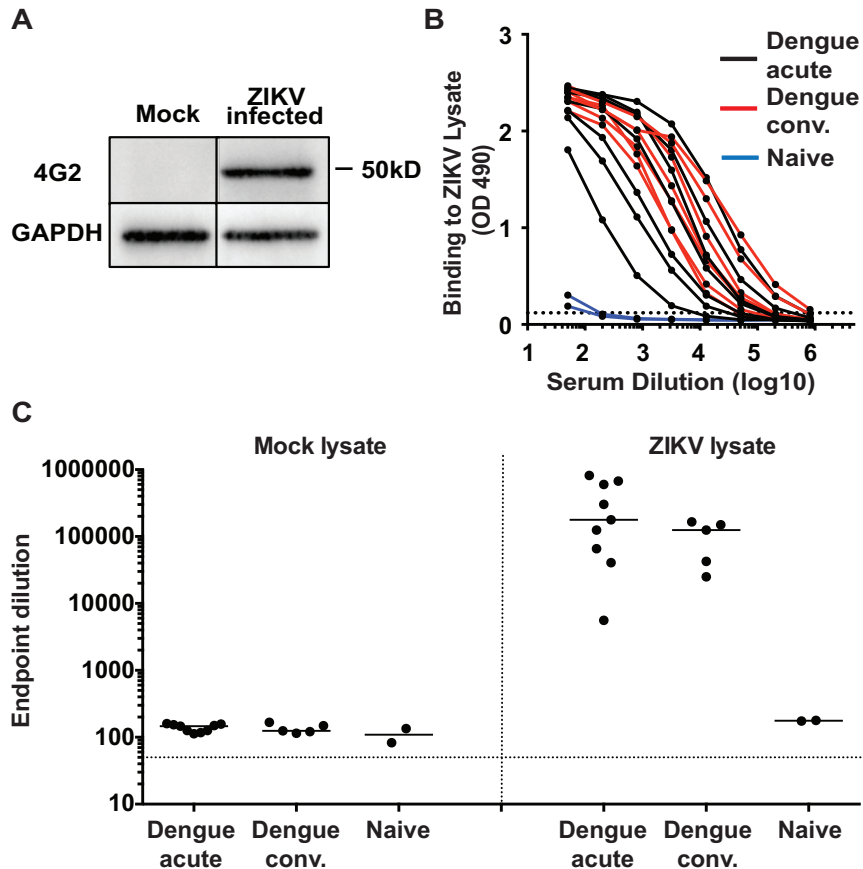 A
Mock
ZIKV
infected
4G2
50kD
GAPDH
B
Binding to ZIKV Lysate
(OD 490)
3
2
1
0
1 2 3 4 5 6
Serum Dilution (log10)
Dengue
acute
Dengue
conv.
Naive
C
Mock lysate
ZIKV lysate
Endpoint dilution
1000000
100000
10000
1000
100
10
Dengue
acute
Dengue
conv.
Naive
Dengue
acute
Dengue
conv.
Naive